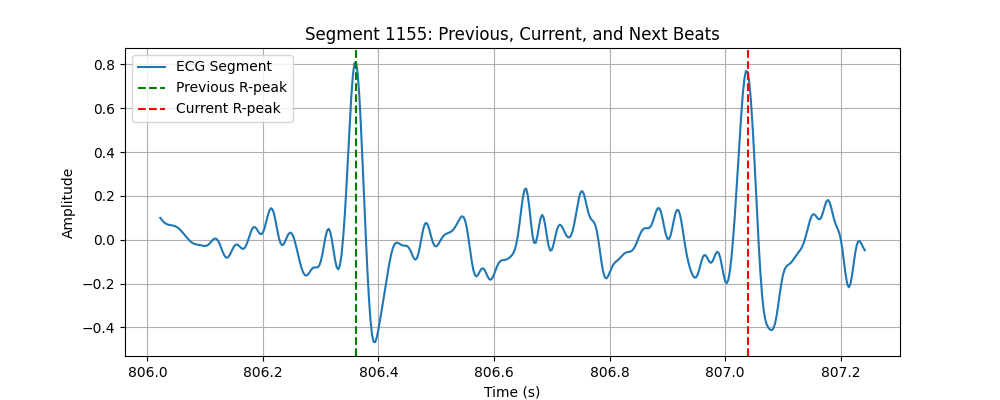 Segment 1155: Previous, Current, and Next Beats
ECG Segment
Previous R-peak
Current R-peak
Amplitude
0.8
0.6
0.4
0.2
0.0
−0.2
−0.4
806.0 806.2 806.4 806.6 806.8 807.0 807.2
Time (s)